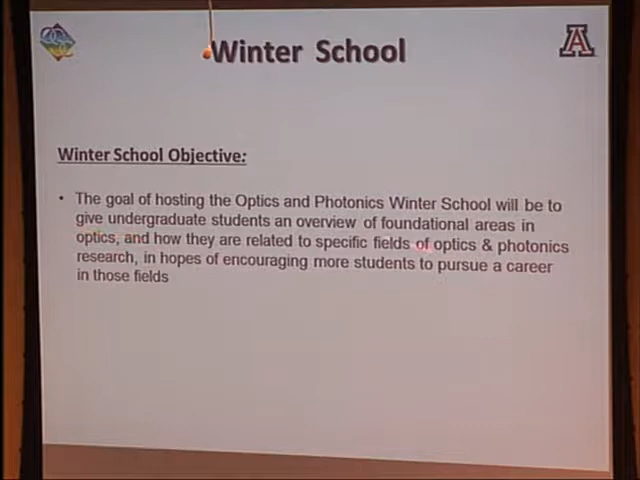 A
Winter School
Winter School Objective:
• The goal of hosting the Optics and Photonics Winter School will be to
give undergraduate students an overview of foundational areas in
optics, and how they are related to specific fields of optics & photonics
research, in hopes of encouraging more students to pursue a career
in those fields